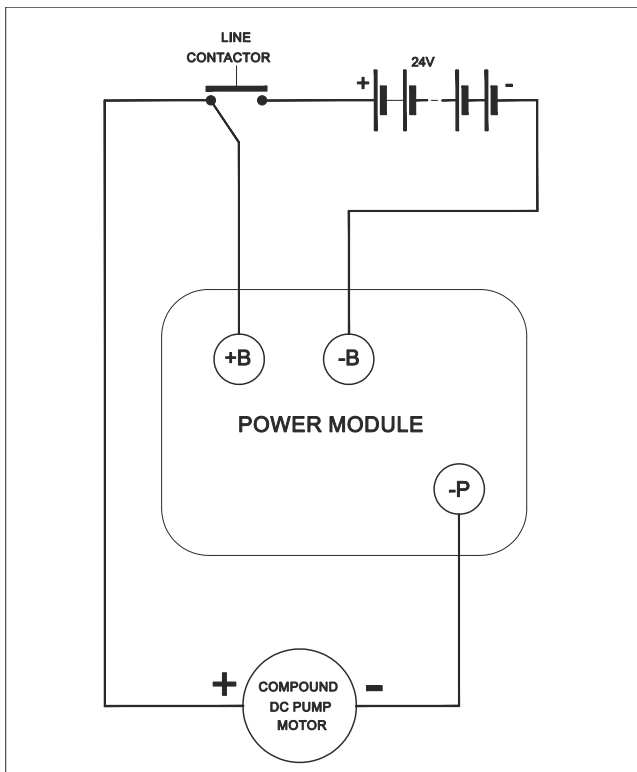 LINE
CONTACTOR
24V
+ -
+B
-B
POWER MODULE
-P
+ -
COMPOUND
DC PUMP
MOTOR